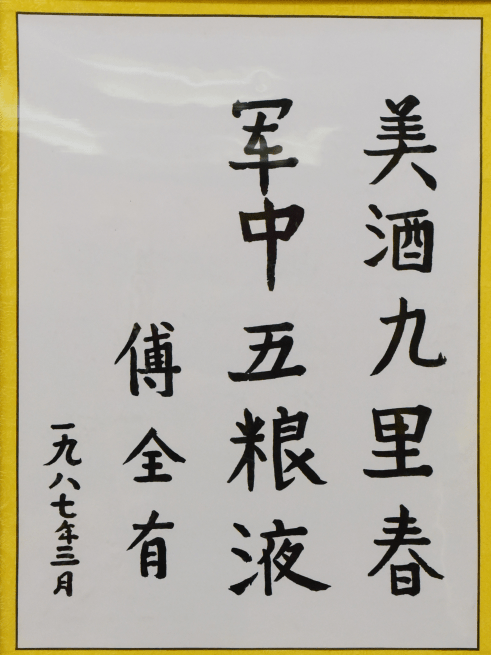 美酒九里春
军中五粮液
傅全有
一九八七年三月